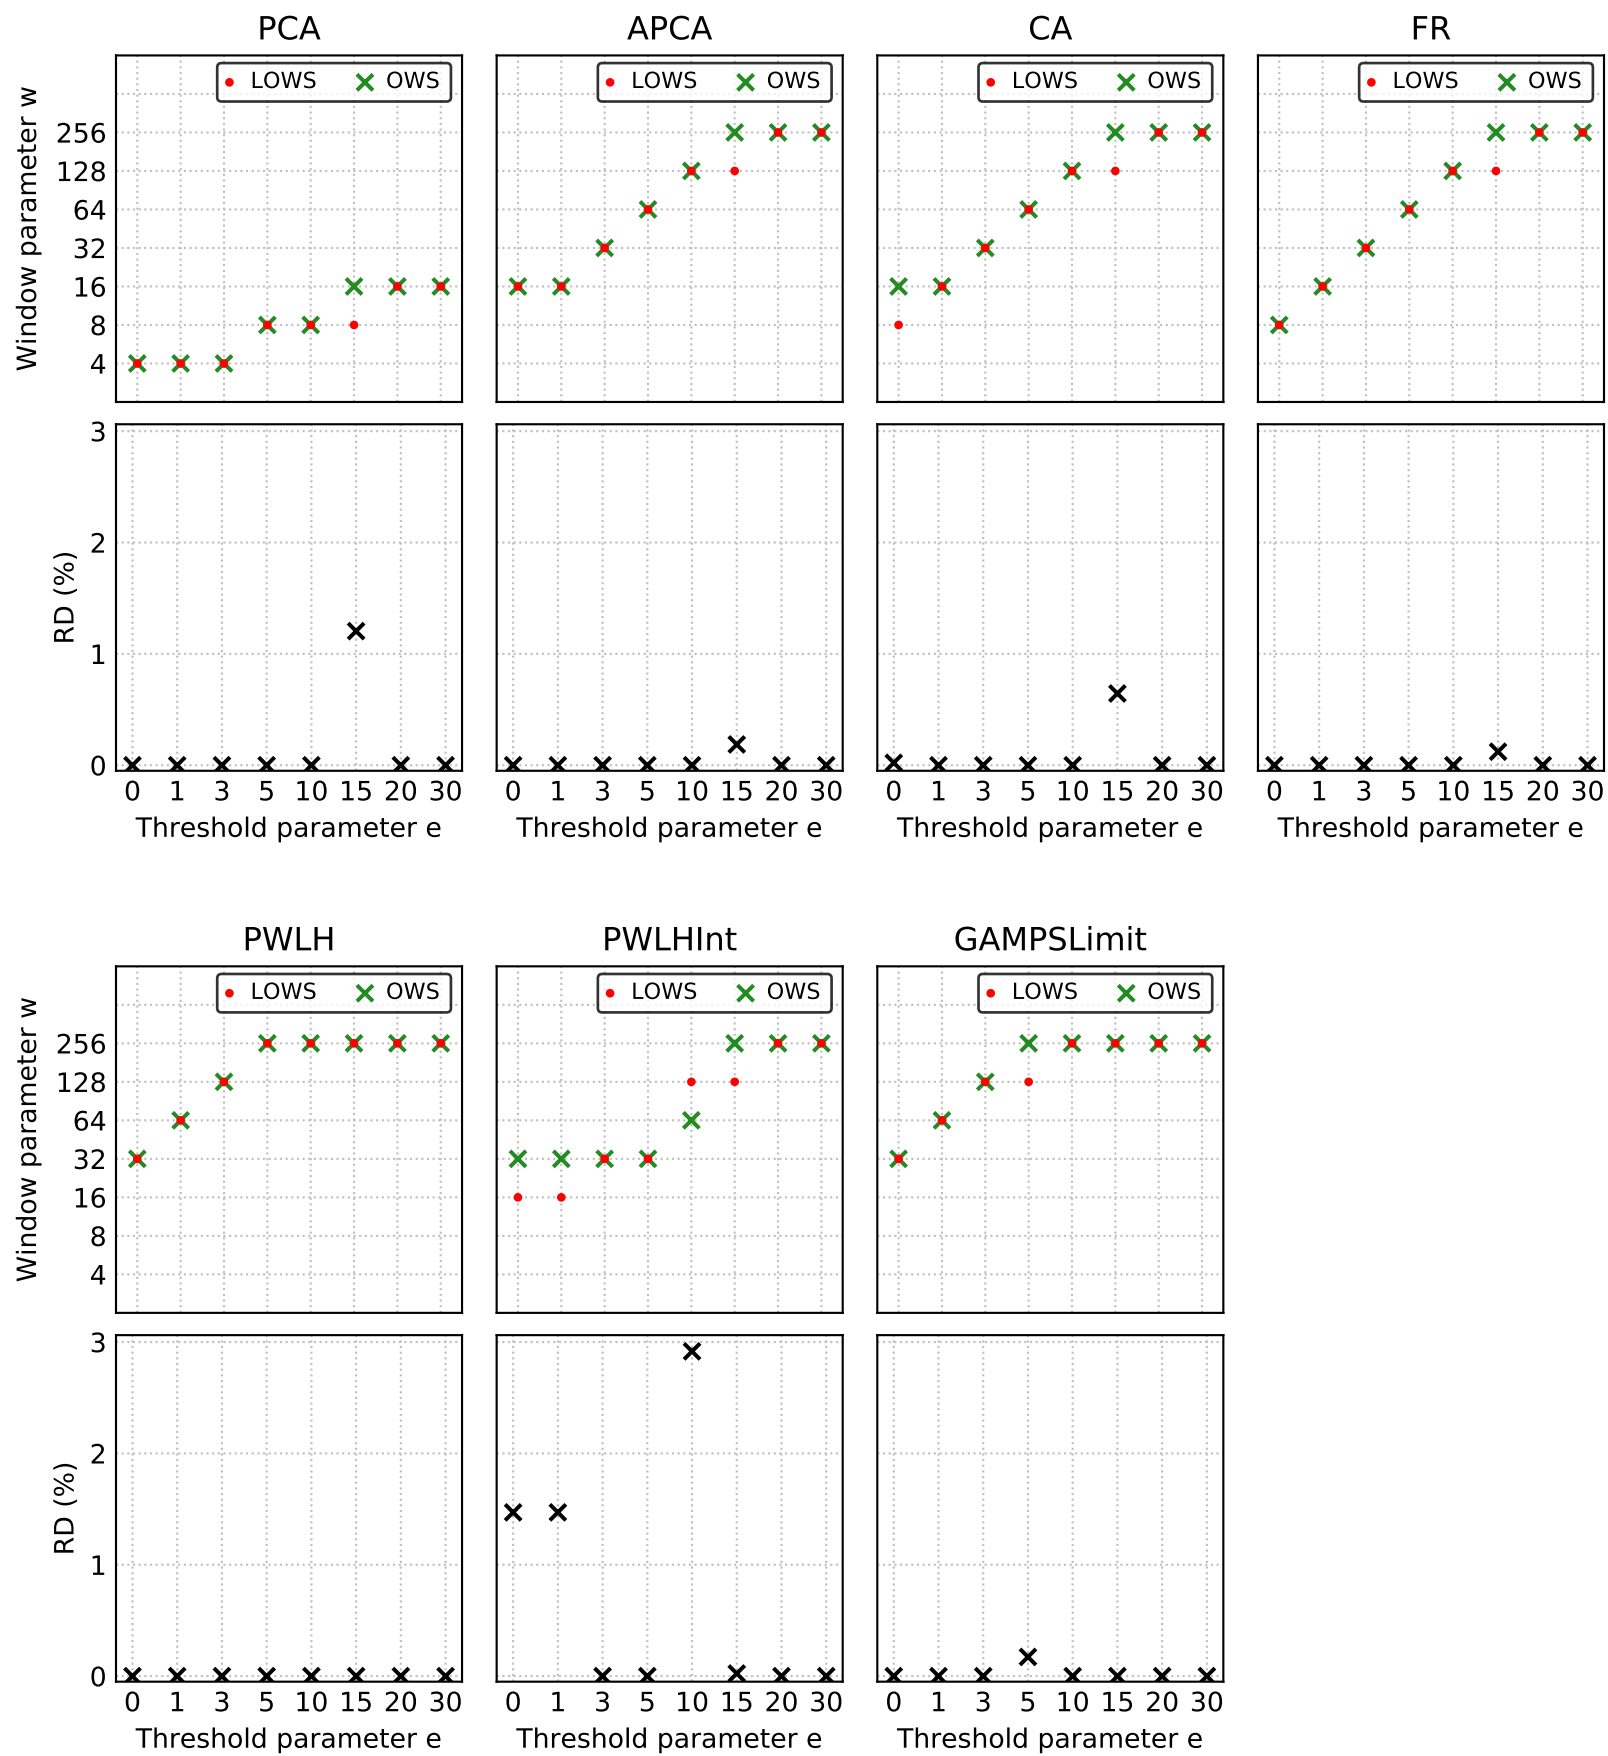 PCA APCA CA FR
LOWS OWS LOWS OWS LOWS OWS LOWS OWS
Window parameter w
256
128
64
32
16
8
4
RD (%)
3
2
1
0
0 1 3 5 10 15 20 30 0 1 3 5 10 15 20 30 0 1 3 5 10 15 20 30 0 1 3 5 10 15 20 30
Threshold parameter e Threshold parameter e Threshold parameter e Threshold parameter e
PWLH PWLHInt GAMPSLimit
LOWS OWS LOWS OWS LOWS OWS
Window parameter w
256
128
64
32
16
8
4
RD (%)
3
2
1
0
0 1 3 5 10 15 20 30 0 1 3 5 10 15 20 30 0 1 3 5 10 15 20 30
Threshold parameter e Threshold parameter e Threshold parameter e